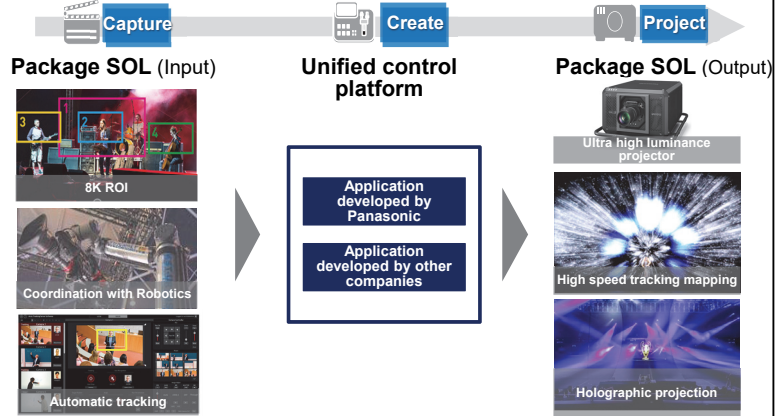 Capture
Create
Project
Package SOL (Input)
Unified control
platform
Package SOL (Output)
1
2
3
4
8K ROI
Coordination with Robotics
Automatic tracking
Application
developed by
Panasonic
Application
developed by other
companies
Ultra high luminance
projector
High speed tracking mapping
Holographic projection